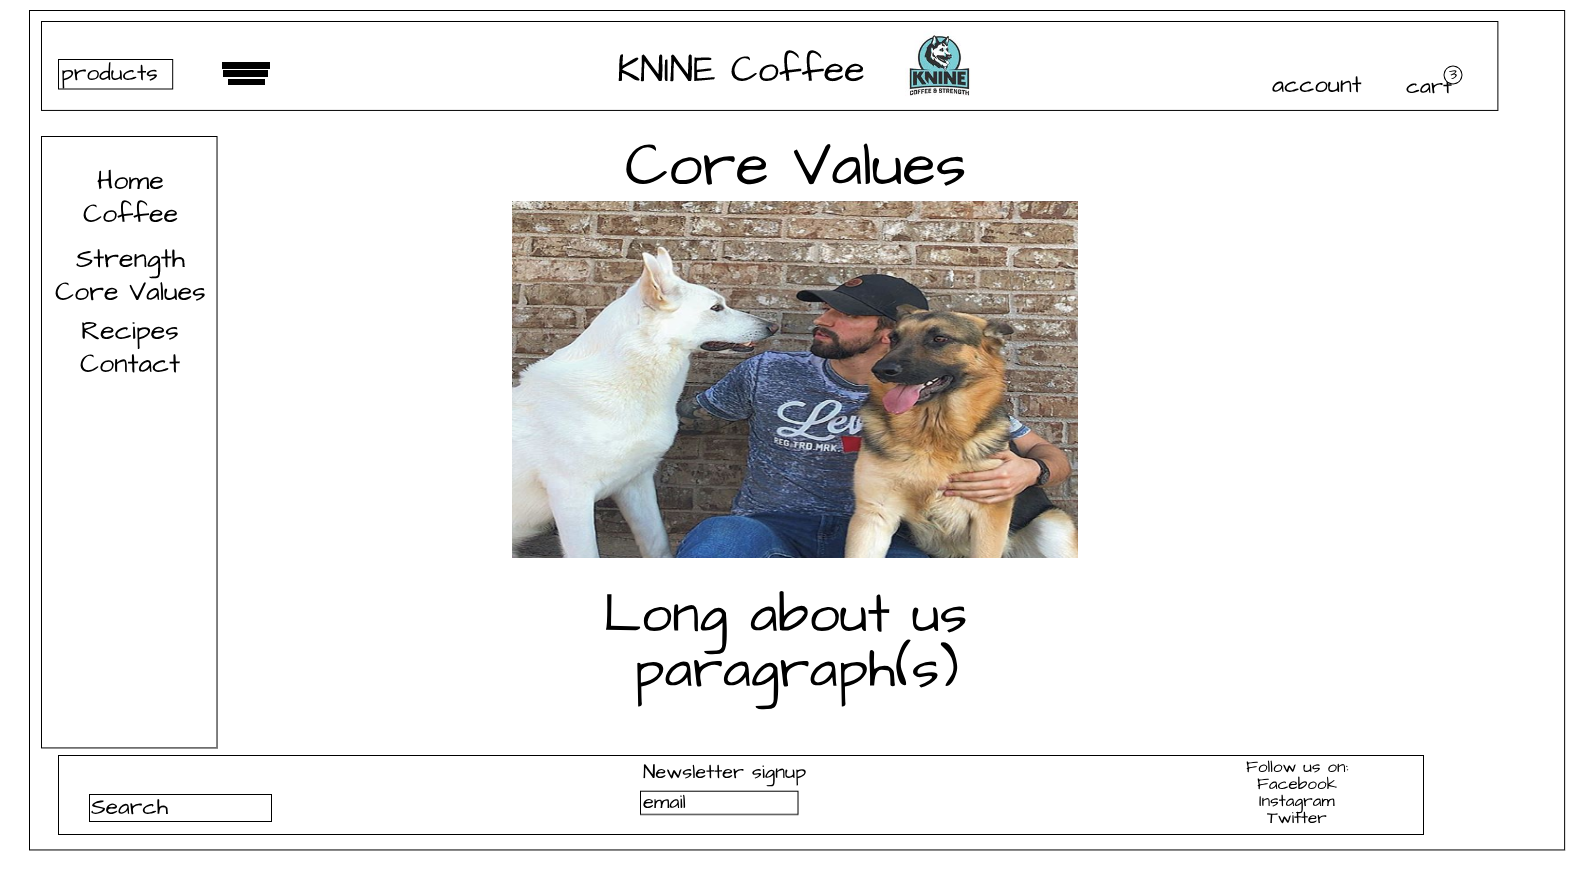 products
KNINE Coffee
KNINE
COFFEE & STRENGTH
account
cart
3
Home
Coffee
Strength
Core Values
Recipes
Contact
Core Values
Lev
REG.TRD.MRK.
Long about us
paragraph(s)
Search
Newsletter signup
email
Follow us on:
Facebook
Instagram
Twitter